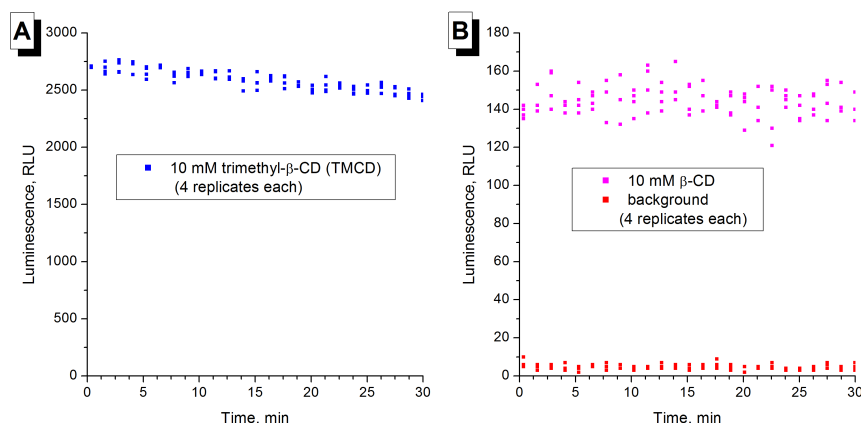 A
3000
2500
2000
1500
1000
500
0
Luminescence, RLU
10 mM trimethyl-β-CD (TMCD)
(4 replicates each)
0 5 10 15 20 25 30
Time, min
B
180
160
140
120
100
80
60
40
20
0
Luminescence, RLU
10 mM β-CD
background
(4 replicates each)
0 5 10 15 20 25 30
Time, min